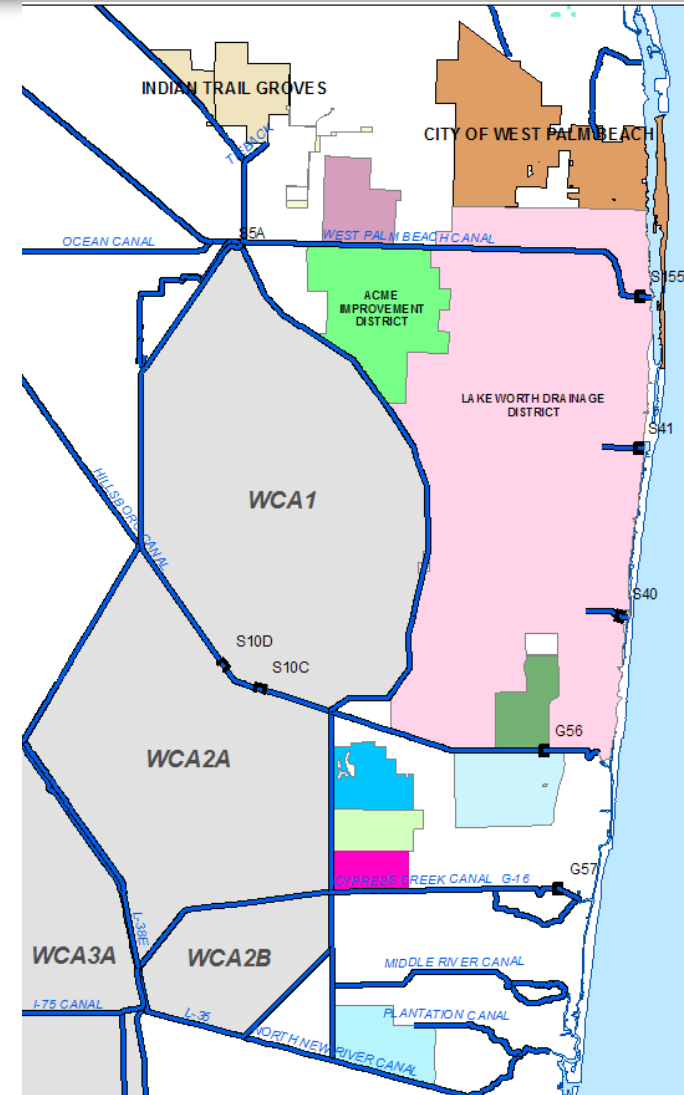 INDIAN TRAIL GROVES
CITY OF WEST PALM BEACH
S5A
OCEAN CANAL
WEST PALM BEACH CANAL
S155
ACME
IMPROVEMENT
DISTRICT
LAKE WORTH DRAINAGE
DISTRICT
S41
HILLSBORO CANAL
WCA1
S40
S10D
S10C
G56
WCA2A
G57
CYPRESS CREEK CANAL G-16
L-38E
WCA3A
WCA2B
MIDDLE RIVER CANAL
I-75 CANAL
L-35
PLANTATION CANAL
NORTH NEW RIVER CANAL